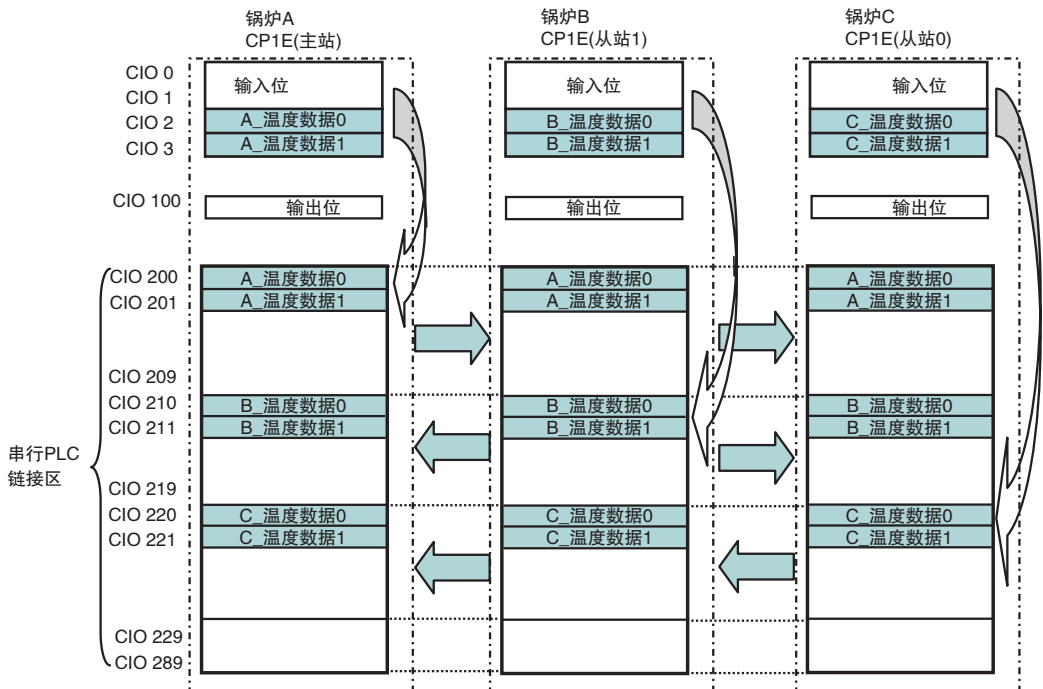 锅炉A
CP1E(主站)
锅炉B
CP1E(从站1)
锅炉C
CP1E(从站0)
CIO 0
CIO 1
CIO 2
CIO 3
输入位
输入位
输入位
A_温度数据0
B_温度数据0
C_温度数据0
A_温度数据1
B_温度数据1
C_温度数据1
CIO 100
输出位
输出位
输出位
串行PLC
链接区
CIO 200
A_温度数据0
A_温度数据0
A_温度数据0
CIO 201
A_温度数据1
A_温度数据1
A_温度数据1
CIO 209
CIO 210
B_温度数据0
B_温度数据0
B_温度数据0
CIO 211
B_温度数据1
B_温度数据1
B_温度数据1
CIO 219
CIO 220
C_温度数据0
C_温度数据0
C_温度数据0
CIO 221
C_温度数据1
C_温度数据1
C_温度数据1
CIO 229
CIO 289